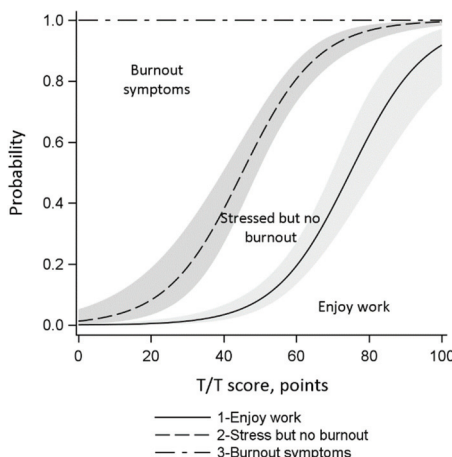 1.0
0.8
0.6
0.4
0.2
0.0
Probability
Burnout
symptoms
Stressed but no
burnout
Enjoy work
0 20 40 60 80 100
T/T score, points
1-Enjoy work
2-Stress but no burnout
3-Burnout symptoms